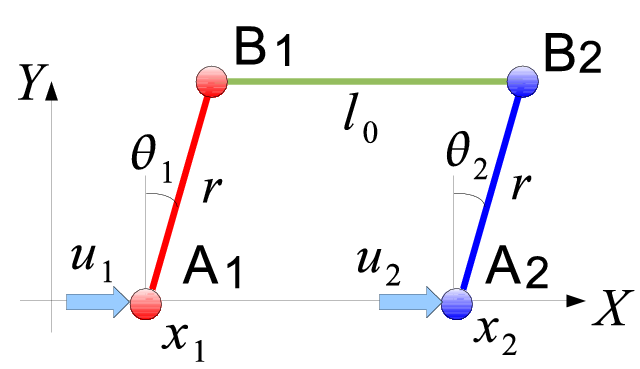 B1 B2
Y
l₀
θ₁ θ₂
r r
u₁ A1 u₂ A2
x₁ x₂ X